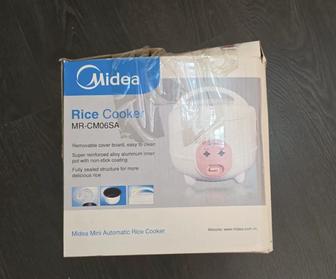 Midea
Rice Cooker
MR-CM06SA
Removable cover board, easy to clean
Super reinforced alloy aluminum inner
pot with non-stick coating
Fully sealed structure for more
delicious rice
Midea Mini Automatic Rice Cooker
Website: www.midea.com.cn